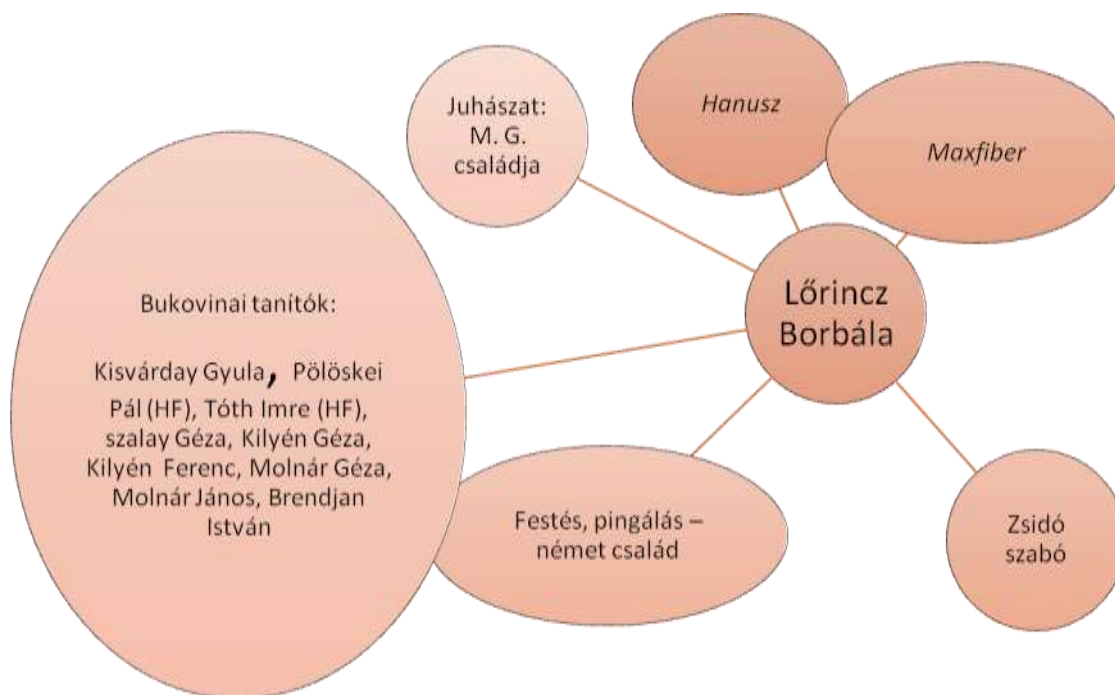 Juhászat:
M. G.
családja
Hanusz
Maxfiber
Lőrincz
Borbála
Bukovinai tanítók:
Kisvárday Gyula, Pölöskei
Pál (HF), Tóth Imre (HF),
szalay Géza, Kilyén Géza,
Kilyén Ferenc, Molnár Géza,
Molnár János, Brendjan
István
Festés, pingálás –
német család
Zsidó
szabó